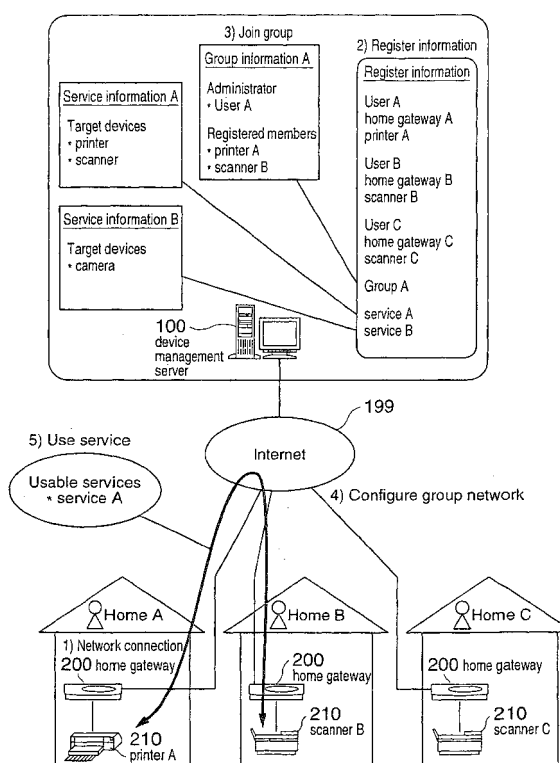 3) Join group
Group information A
Administrator
* User A
Registered members
* printer A
* scanner B
2) Register information
Register information
User A
home gateway A
printer A
User B
home gateway B
scanner B
User C
home gateway C
scanner C
Group A
service A
service B
Service information A
Target devices
* printer
* scanner
Service information B
Target devices
* camera
100
device
management
server
199
Internet
5) Use service
Usable services
* service A
4) Configure group network
Home A
1) Network connection
200 home gateway
210
printer A
Home B
200
home gateway
210
scanner B
Home C
200 home gateway
210
scanner C